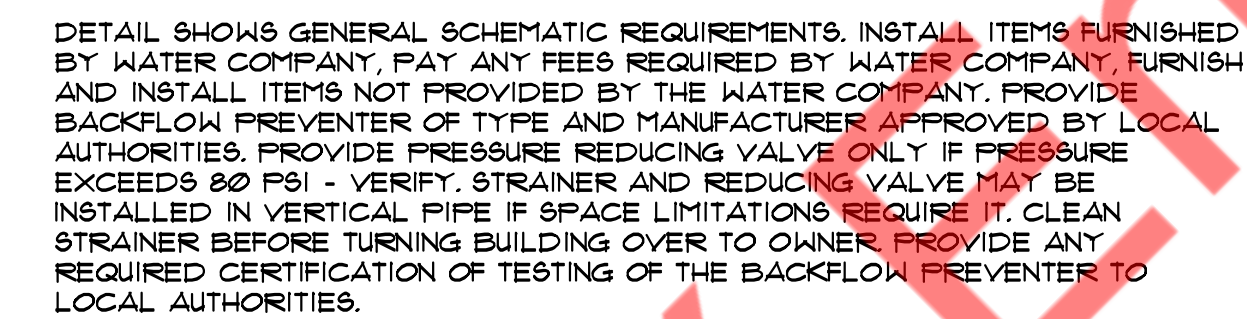 DETAIL SHOWS GENERAL SCHEMATIC REQUIREMENTS. INSTALL ITEMS FURNISHED
BY WATER COMPANY, PAY ANY FEES REQUIRED BY WATER COMPANY, FURNISH
AND INSTALL ITEMS NOT PROVIDED BY THE WATER COMPANY. PROVIDE
BACKFLOW PREVENTER OF TYPE AND MANUFACTURER APPROVED BY LOCAL
AUTHORITIES. PROVIDE PRESSURE REDUCING VALVE ONLY IF PRESSURE
EXCEEDS 80 PSI - VERIFY. STRAINER AND REDUCING VALVE MAY BE
INSTALLED IN VERTICAL PIPE IF SPACE LIMITATIONS REQUIRE IT. CLEAN
STRAINER BEFORE TURNING BUILDING OVER TO OWNER. PROVIDE ANY
REQUIRED CERTIFICATION OF TESTING OF THE BACKFLOW PREVENTER TO
LOCAL AUTHORITIES.